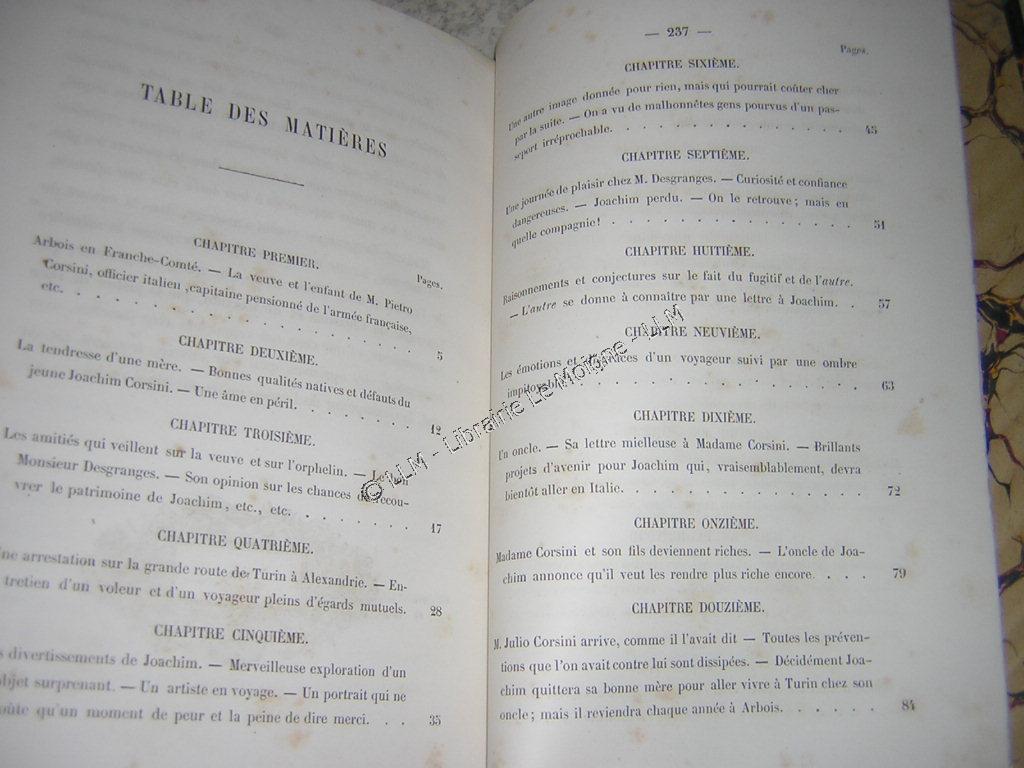 TABLE DES MATIÈRES
CHAPITRE PREMIER.
Pages.
Arbois en Franche-Comté. — La veuve et l'enfant de M. Pietro
Corsini, officier italien ,capitaine pensionné de l'armée française,
etc. . . . . . . . . . . . . 5
CHAPITRE DEUXIÈME.
La tendresse d'une mère. — Bonnes qualités natives et défauts du
jeune Joachim Corsini. — Une âme en péril. . . . . . . . 12
CHAPITRE TROISIÈME.
Les amitiés qui veillent sur la veuve et sur l'orphelin. —
Monsieur Desgranges. — Son opinion sur les chances de recou-
vrer le patrimoine de Joachim, etc., etc. . . . . . . . 17
CHAPITRE QUATRIÈME.
Une arrestation sur la grande route de Turin à Alexandrie. — En-
tretien d'un voleur et d'un voyageur pleins d'égards mutuels. 28
CHAPITRE CINQUIÈME.
divertissements de Joachim. — Merveilleuse exploration d'un
objet surprenant. — Un artiste en voyage. — Un portrait qui ne
coûte qu'un moment de peur et la peine de dire merci. . . 35
— 237 —
Pages.
CHAPITRE SIXIÈME.
Une autre image donnée pour rien, mais qui pourrait coûter cher
par la suite. — On a vu de malhonnêtes gens pourvus d'un pas-
seport irréprochable. . . . . . . . . . . . . 45
CHAPITRE SEPTIÈME.
Une journée de plaisir chez M. Desgranges. — Curiosité et confiance
dangereuses. — Joachim perdu. — On le retrouve; mais en
quelle compagnie! . . . . . . . . . . . . . 51
CHAPITRE HUITIÈME.
Raisonnements et conjectures sur le fait du fugitif et de l'autre.
— L'autre se donne à connaître par une lettre à Joachim. . 57
CHAPITRE NEUVIÈME.
Les émotions et d'un voyageur suivi par une ombre
impitoyable. . . . . . . . . . . . . 63
CHAPITRE DIXIÈME.
Un oncle. — Sa lettre mielleuse à Madame Corsini. — Brillants
projets d'avenir pour Joachim qui, vraisemblablement, devra
bientôt aller en Italie. . . . . . . . . . . . . 72
CHAPITRE ONZIÈME.
Madame Corsini et son fils deviennent riches. — L'oncle de Joa-
chim annonce qu'il veut les rendre plus riche encore. . . . 79
CHAPITRE DOUZIÈME.
M. Julio Corsini arrive, comme il l'avait dit — Toutes les préven-
tions que l'on avait contre lui sont dissipées. — Décidément Joa-
chim quittera sa bonne mère pour aller vivre à Turin chez son
oncle; mais il reviendra chaque année à Arbois. . . . . . 84
© LLM - Librairie Le Moigne - LLM